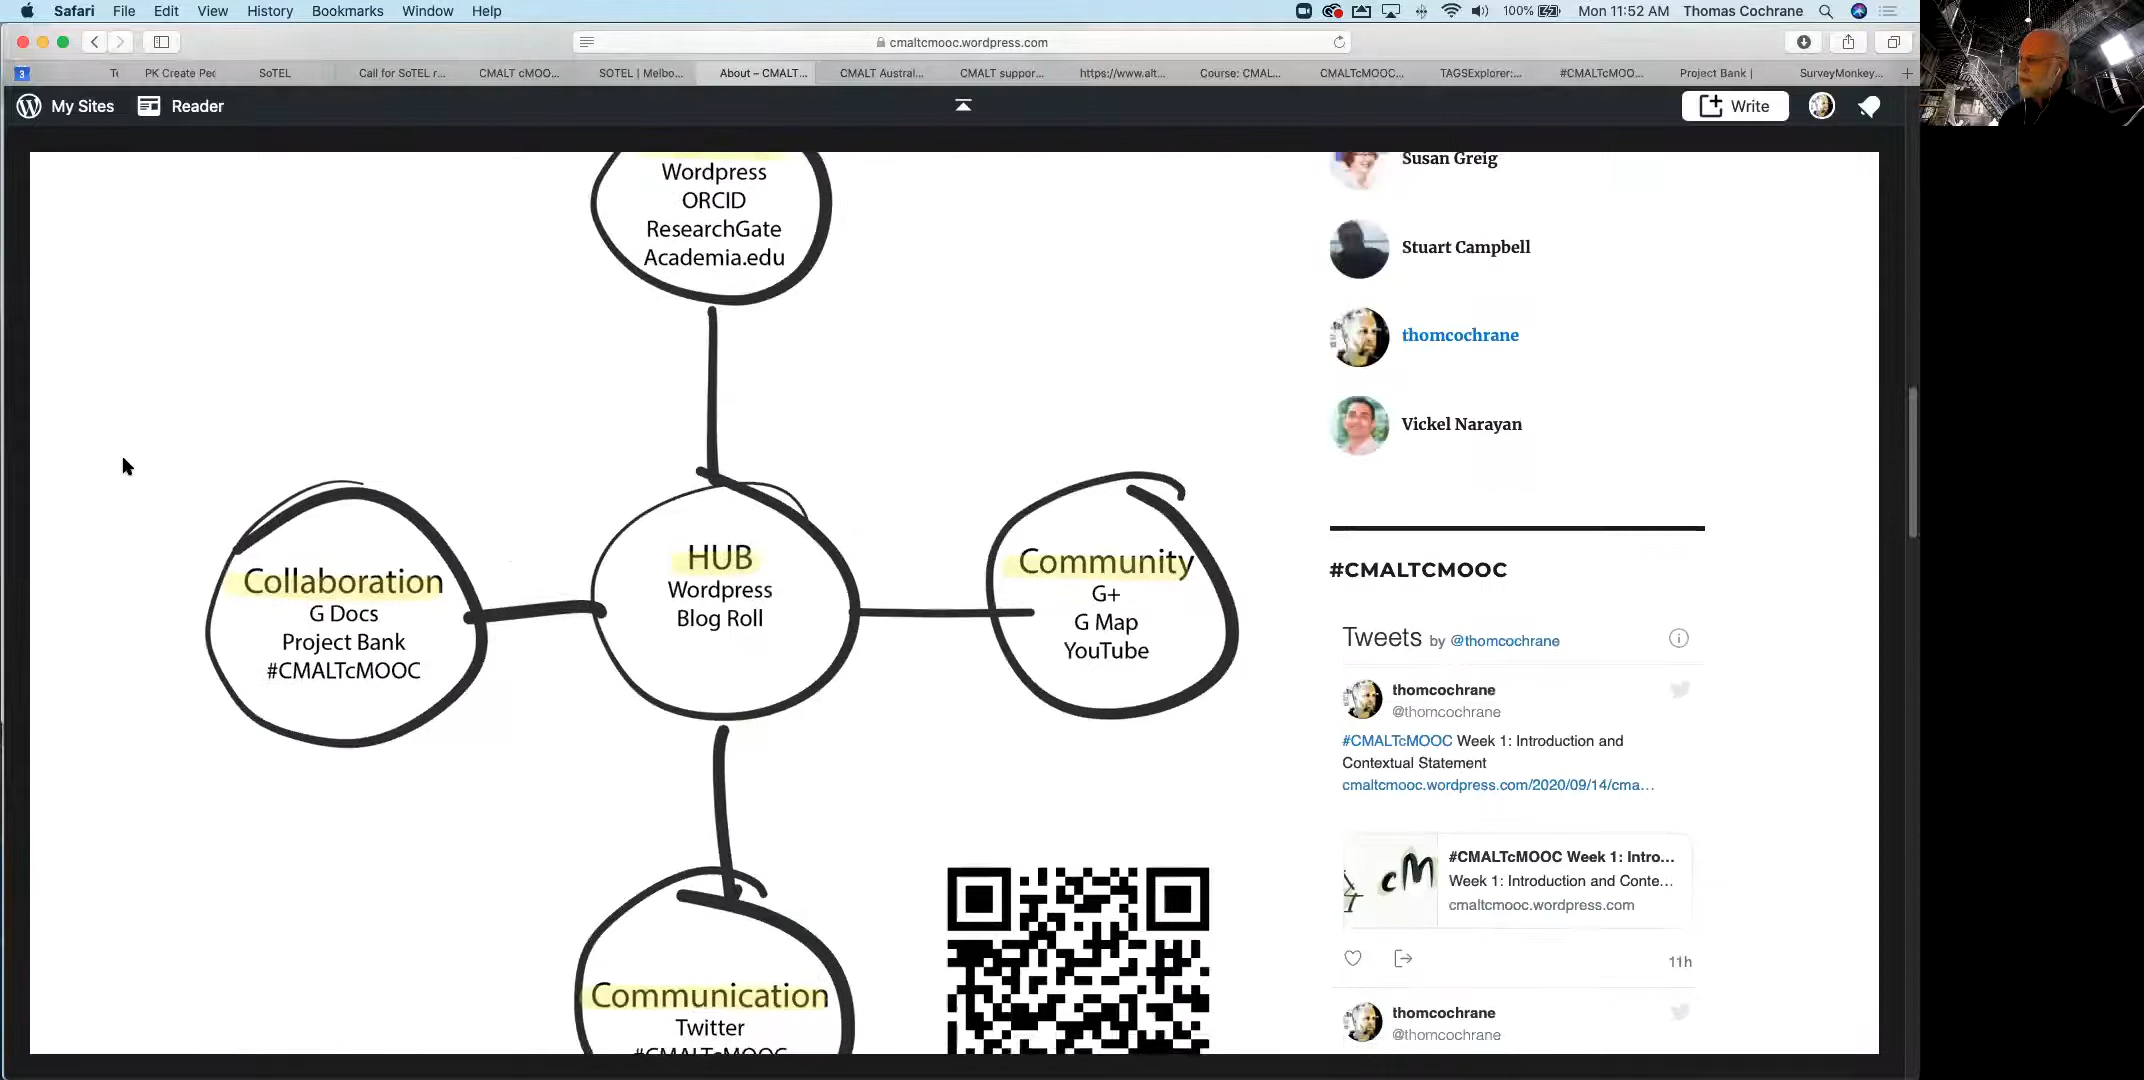 Safari File Edit View History Bookmarks Window Help 100% Mon 11:52 AM Thomas Cochrane
cmaltcmooc.wordpress.com
3 PK Create Pec SoTEL Call for SoTEL r... CMALT cMOO... SOTEL | Melbo... About – CMALT... CMALT Austral... CMALT suppor... https://www.alt... Course: CMAL... CMALTcMOOC... TAGSExplorer:... #CMALTcMOO... Project Bank | SurveyMonkey...
My Sites Reader Write
Wordpress
ORCID
ResearchGate
Academia.edu
HUB
Wordpress
Blog Roll
Collaboration
G Docs
Project Bank
#CMALTcMOOC
Community
G+
G Map
YouTube
Communication
Twitter
#CMALTcMOOC
Susan Greig
Stuart Campbell
thomcochrane
Vickel Narayan
#CMALTCMOOC
Tweets by @thomcochrane
thomcochrane
@thomcochrane
#CMALTcMOOC Week 1: Introduction and
Contextual Statement
cmaltcmooc.wordpress.com/2020/09/14/cma...
cM
#CMALTcMOOC Week 1: Intro...
Week 1: Introduction and Conte...
cmaltcmooc.wordpress.com
11h
thomcochrane
@thomcochrane